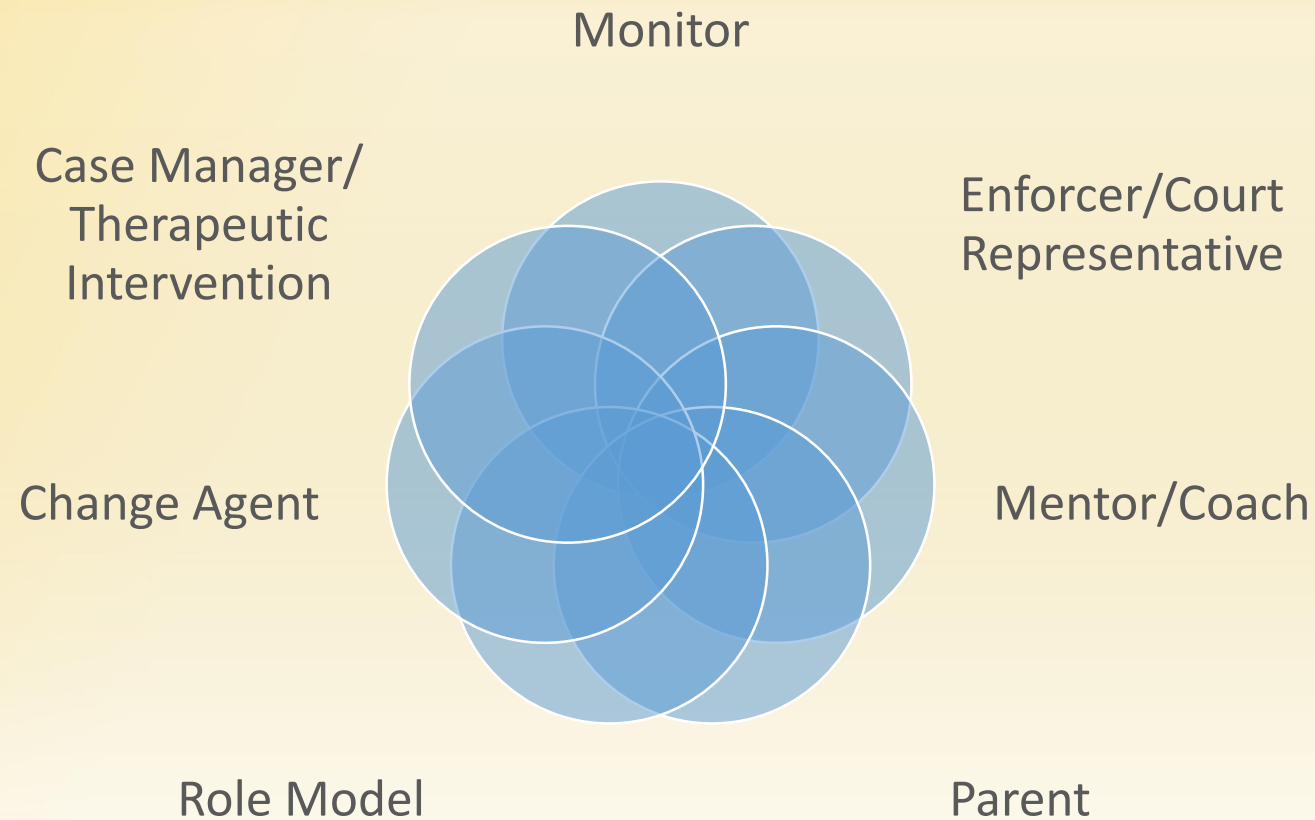 Monitor
Case Manager/
Therapeutic
Intervention
Enforcer/Court
Representative
Change Agent
Mentor/Coach
Role Model
Parent